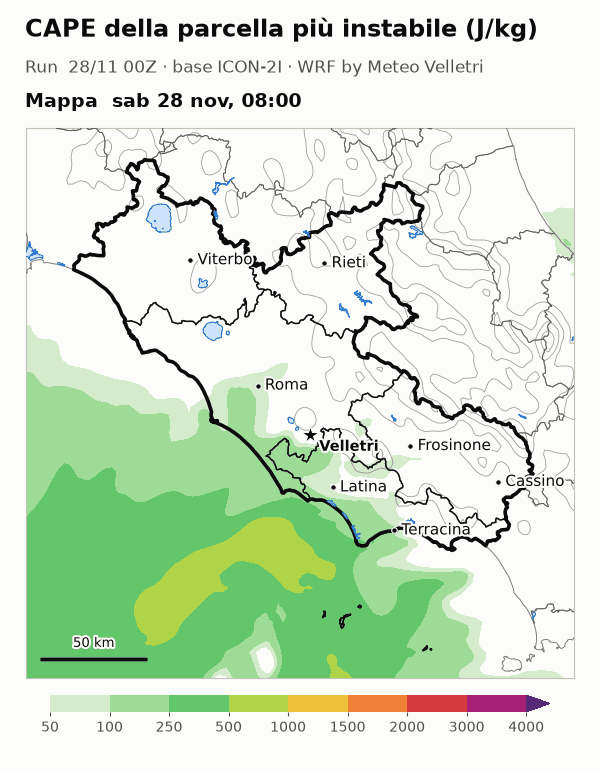 CAPE della parcella più instabile (J/kg)
Run  28/11 00Z · base ICON-2I · WRF by Meteo Velletri
Mappa  sab 28 nov, 08:00
Viterbo
Rieti
Roma
Velletri
Frosinone
Latina
Cassino
Terracina
50 km
50 100 250 500 1000 1500 2000 3000 4000